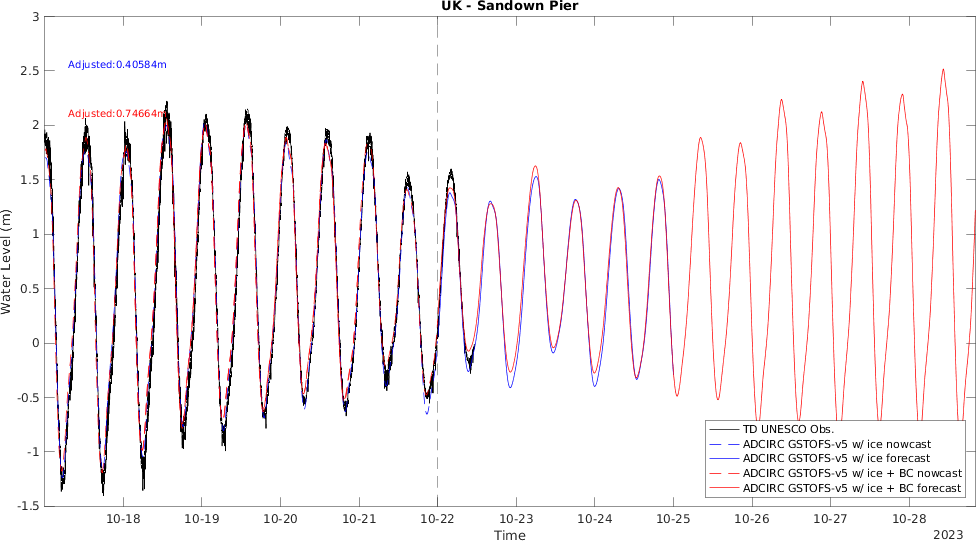 UK - Sandown Pier
3
2.5
2
1.5
1
0.5
0
-0.5
-1
-1.5
Water Level (m)
Adjusted:0.40584m
Adjusted:0.74664m
10-18
10-19
10-20
10-21
10-22
10-23
10-24
10-25
10-26
10-27
10-28
Time
2023
TD UNESCO Obs.
ADCIRC GSTOFS-v5 w/ ice nowcast
ADCIRC GSTOFS-v5 w/ ice forecast
ADCIRC GSTOFS-v5 w/ ice + BC nowcast
ADCIRC GSTOFS-v5 w/ ice + BC forecast